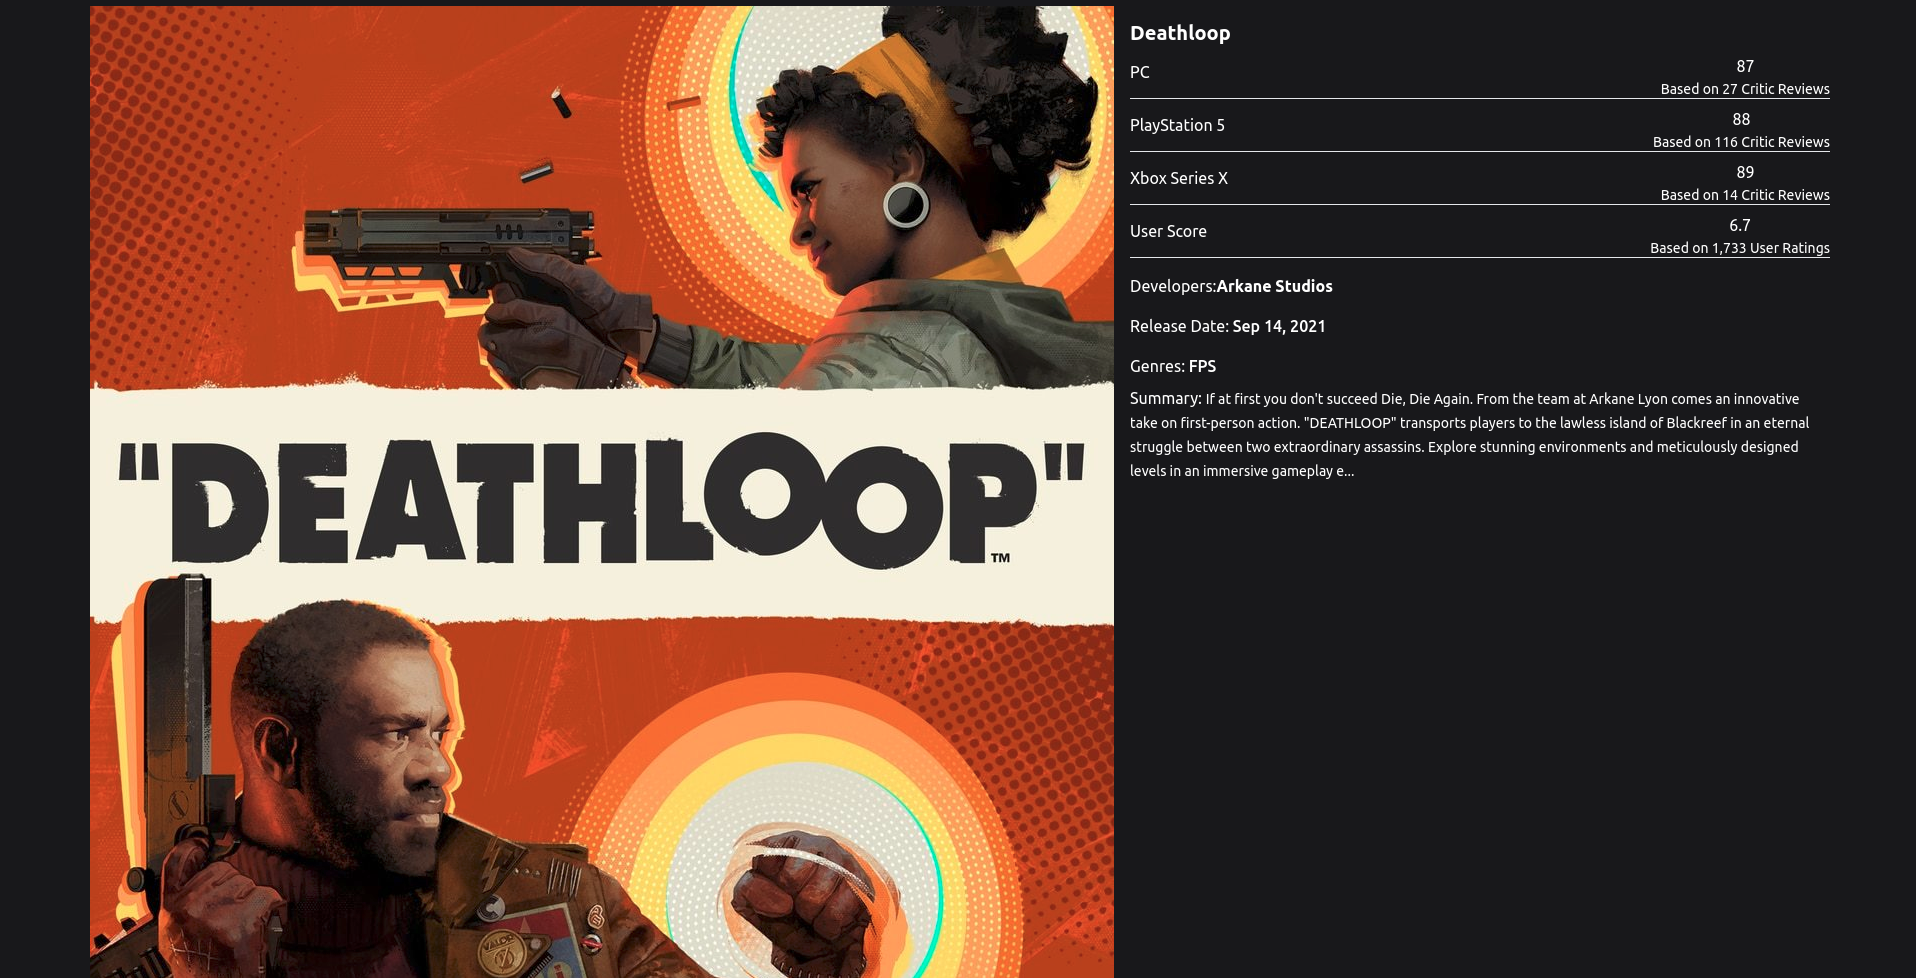 "DEATHLOOP"
TM
Deathloop
PC
87
Based on 27 Critic Reviews
PlayStation 5
88
Based on 116 Critic Reviews
Xbox Series X
89
Based on 14 Critic Reviews
User Score
6.7
Based on 1,733 User Ratings
Developers:Arkane Studios
Release Date: Sep 14, 2021
Genres: FPS
Summary: If at first you don't succeed Die, Die Again. From the team at Arkane Lyon comes an innovative
take on first-person action. "DEATHLOOP" transports players to the lawless island of Blackreef in an eternal
struggle between two extraordinary assassins. Explore stunning environments and meticulously designed
levels in an immersive gameplay e...